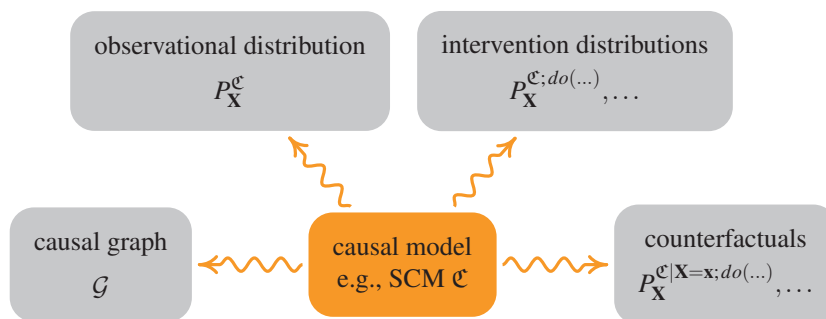 observational distribution
P_X^ℭ
intervention distributions
P_X^{ℭ;do(...)},...
causal graph
𝒢
causal model
e.g., SCM ℭ
counterfactuals
P_X^{ℭ|X=x;do(...)},...